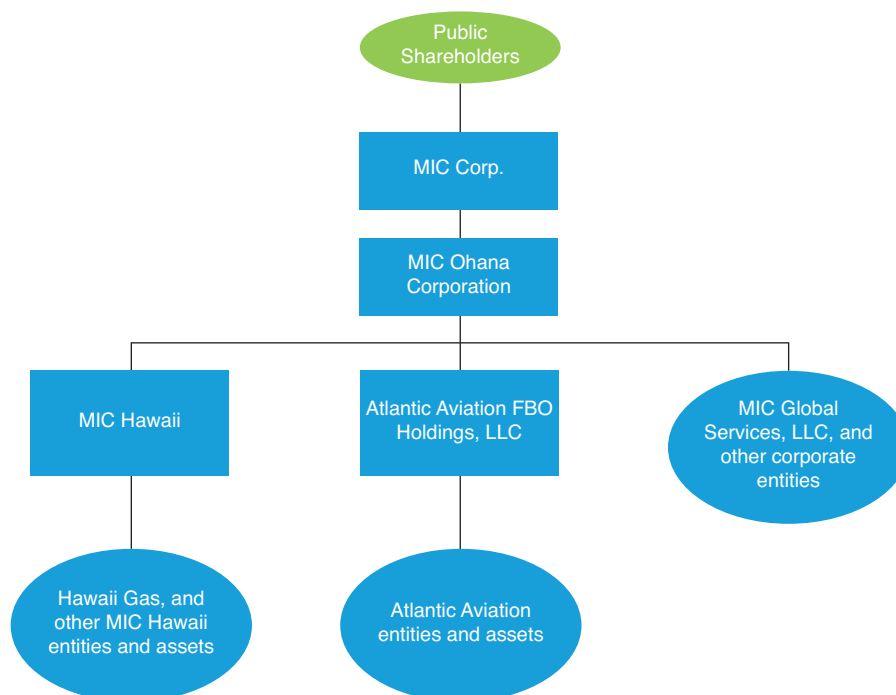 Public
Shareholders
MIC Corp.
MIC Ohana
Corporation
MIC Hawaii
Atlantic Aviation FBO
Holdings, LLC
MIC Global
Services, LLC, and
other corporate
entities
Hawaii Gas, and
other MIC Hawaii
entities and assets
Atlantic Aviation
entities and assets